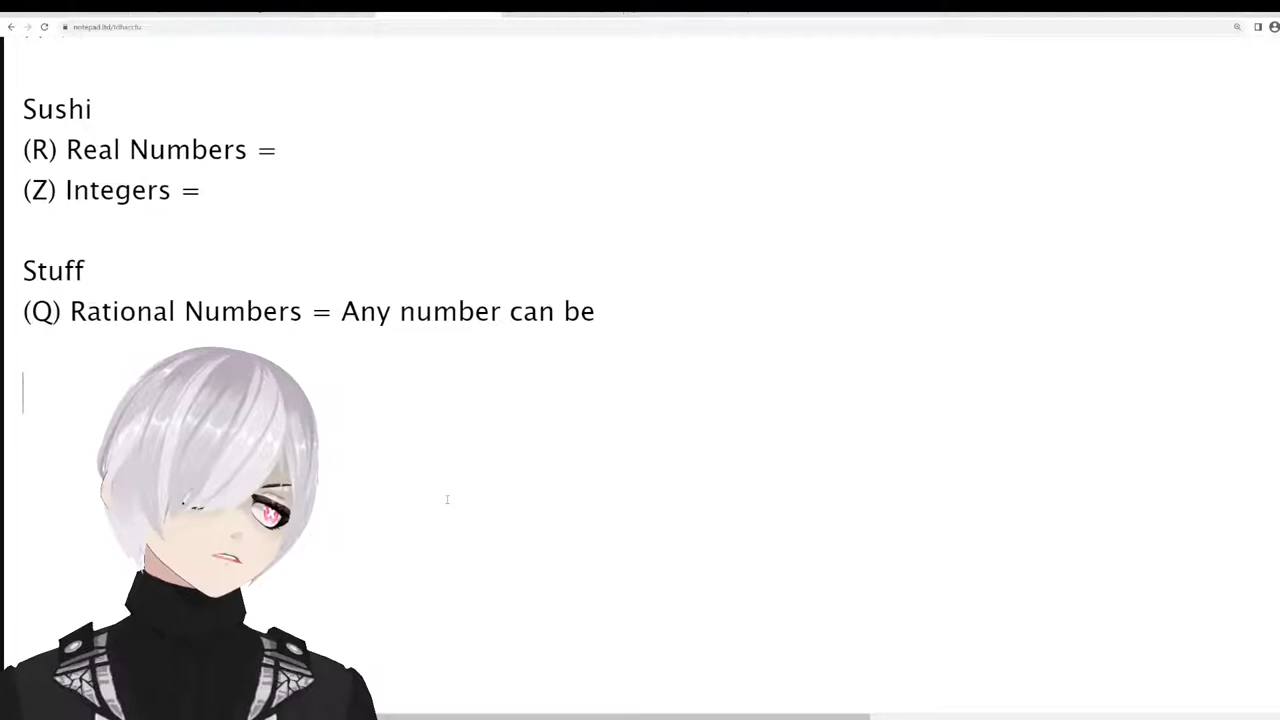 Sushi
(R) Real Numbers =
(Z) Integers =
Stuff
(Q) Rational Numbers = Any number can be